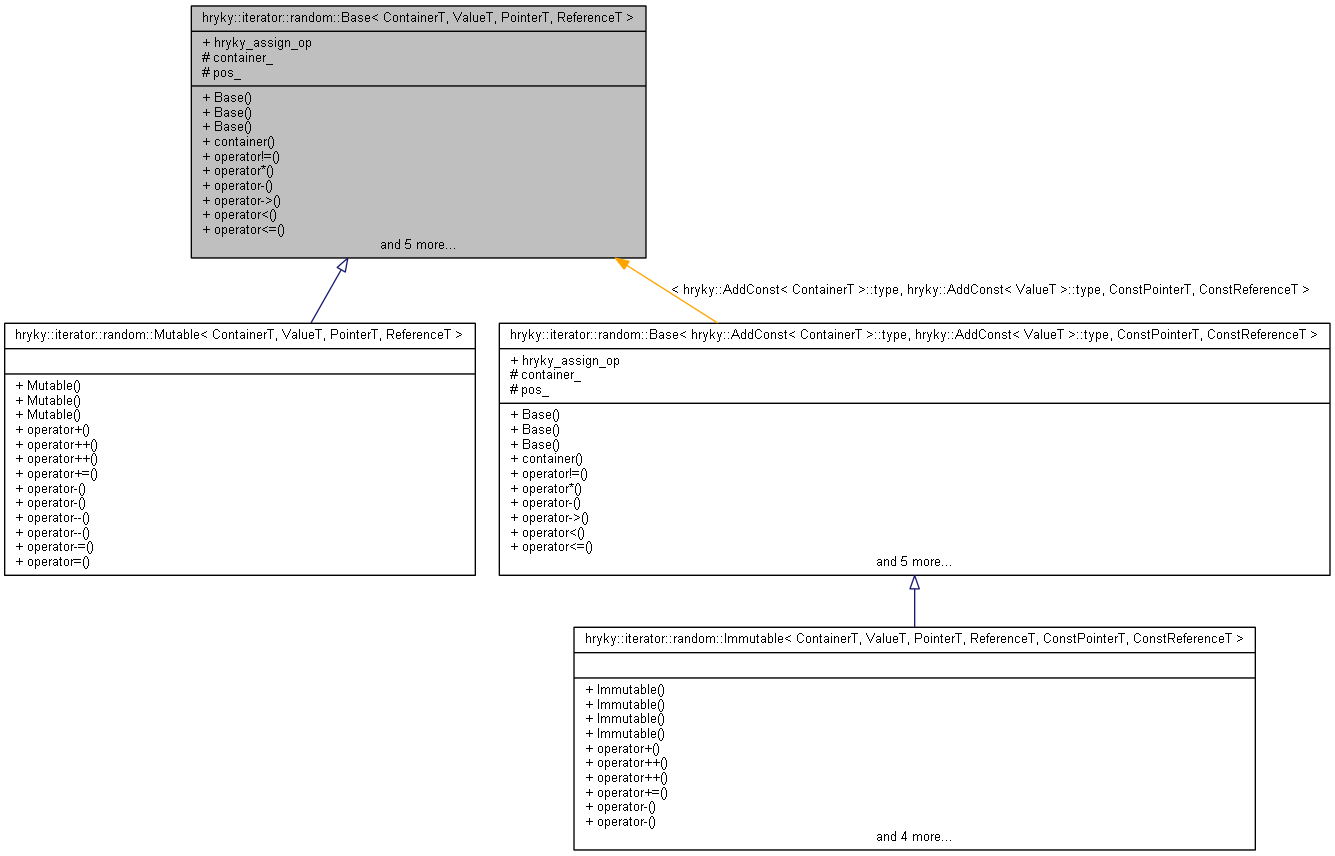 hryky::iterator::random::Base< ContainerT, ValueT, PointerT, ReferenceT >
+ hryky_assign_op
# container_
# pos_
+ Base()
+ Base()
+ Base()
+ container()
+ operator!=()
+ operator*()
+ operator-()
+ operator->()
+ operator<()
+ operator<=()
and 5 more...
< hryky::AddConst< ContainerT >::type, hryky::AddConst< ValueT >::type, ConstPointerT, ConstReferenceT >
hryky::iterator::random::Mutable< ContainerT, ValueT, PointerT, ReferenceT >
+ Mutable()
+ Mutable()
+ Mutable()
+ operator+()
+ operator++()
+ operator++()
+ operator+=()
+ operator-()
+ operator-()
+ operator--()
+ operator--()
+ operator-=()
+ operator=()
hryky::iterator::random::Base< hryky::AddConst< ContainerT >::type, hryky::AddConst< ValueT >::type, ConstPointerT, ConstReferenceT >
+ hryky_assign_op
# container_
# pos_
+ Base()
+ Base()
+ Base()
+ container()
+ operator!=()
+ operator*()
+ operator-()
+ operator->()
+ operator<()
+ operator<=()
and 5 more...
hryky::iterator::random::Immutable< ContainerT, ValueT, PointerT, ReferenceT, ConstPointerT, ConstReferenceT >
+ Immutable()
+ Immutable()
+ Immutable()
+ Immutable()
+ operator+()
+ operator++()
+ operator++()
+ operator+=()
+ operator-()
+ operator-()
and 4 more...